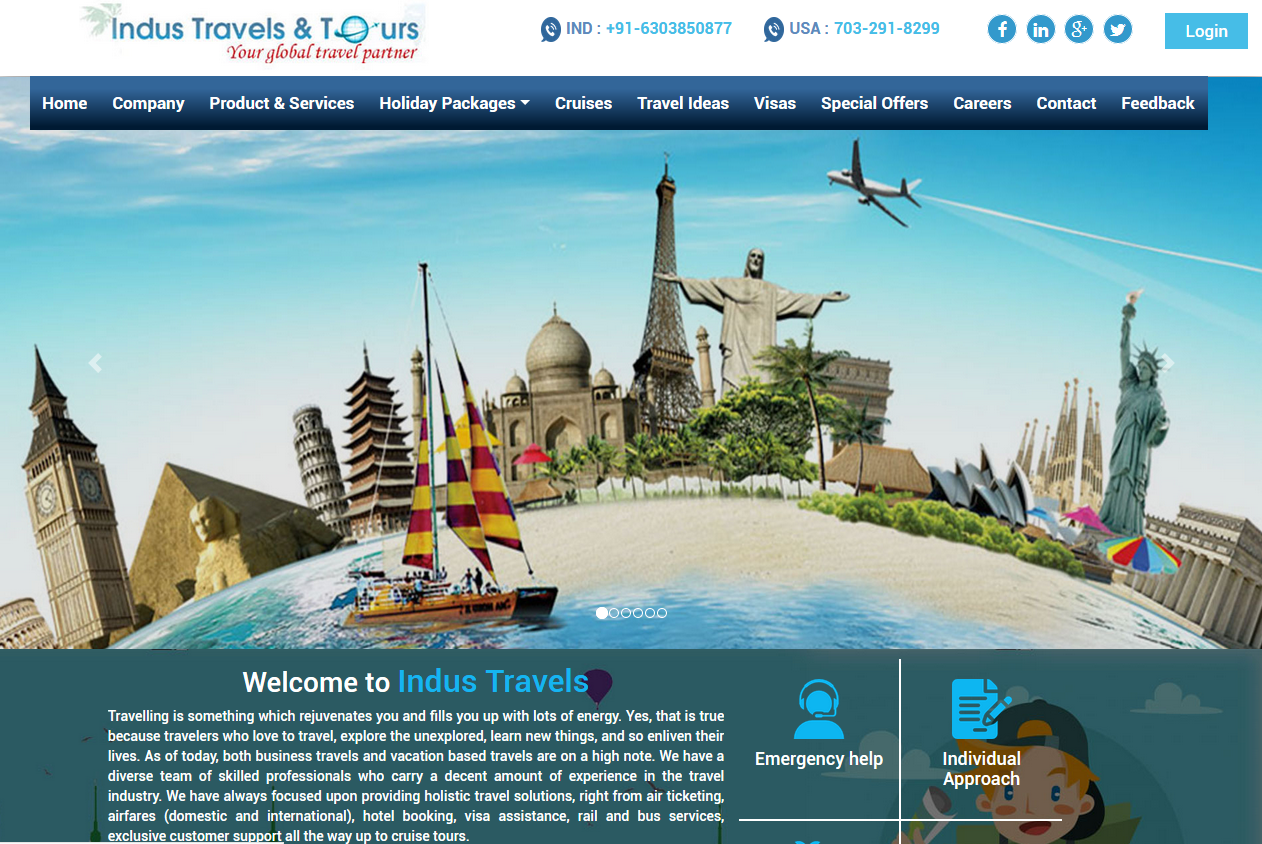 Indus Travels & Tours
Your global travel partner
IND : +91-6303850877
USA : 703-291-8299
Login
Home Company Product & Services Holiday Packages Cruises Travel Ideas Visas Special Offers Careers Contact Feedback
Welcome to Indus Travels
Travelling is something which rejuvenates you and fills you up with lots of energy. Yes, that is true
because travelers who love to travel, explore the unexplored, learn new things, and so enliven their
lives. As of today, both business travels and vacation based travels are on a high note. We have a
diverse team of skilled professionals who carry a decent amount of experience in the travel
industry. We have always focused upon providing holistic travel solutions, right from air ticketing,
airfares (domestic and international), hotel booking, visa assistance, rail and bus services,
exclusive customer support all the way up to cruise tours.
Emergency help
Individual
Approach